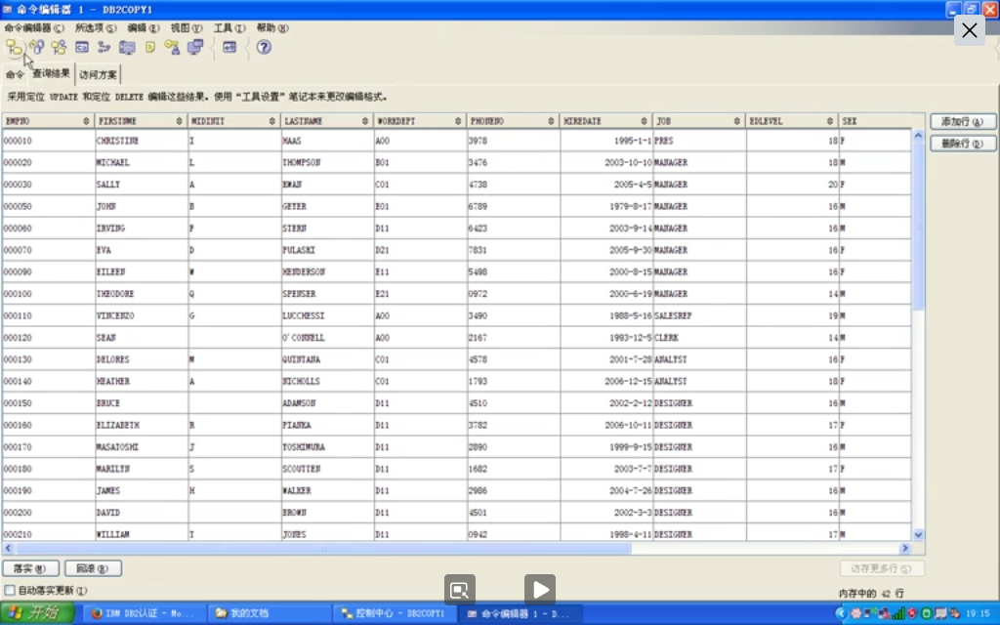 命令编辑器 1 - DB2COPY1
命令编辑器(C) 所选项(S) 编辑(E) 视图(V) 工具(T) 帮助(H)
命令 查询结果 访问方案
采用定位 UPDATE 和定位 DELETE 编辑这些结果。使用“工具设置”笔记本来更改编辑格式。
EMPNO FIRSTNME MIDINIT LASTNAME WORKDEPT PHONENO HIREDATE JOB EDLEVEL SEX
添加行(A)
删除行(D)
000010 CHRISTINE I HAAS A00 3978 1995-1-1 PRES 18 F
000020 MICHAEL L THOMPSON B01 3476 2003-10-10 MANAGER 18 M
000030 SALLY A KWAN C01 4738 2005-4-5 MANAGER 20 F
000050 JOHN B GEYER E01 6789 1979-8-17 MANAGER 16 M
000060 IRVING F STERN D11 6423 2003-9-14 MANAGER 16 M
000070 EVA D PULASKI D21 7831 2005-9-30 MANAGER 16 F
000090 EILEEN W HENDERSON E11 5498 2000-8-15 MANAGER 16 F
000100 THEODORE Q SPENSER E21 0972 2000-6-19 MANAGER 14 M
000110 VINCENZO G LUCCHESSI A00 3490 1988-5-16 SALESREP 19 M
000120 SEAN O'CONNELL A00 2167 1993-12-5 CLERK 14 M
000130 DELORES M QUINTANA C01 4578 2001-7-28 ANALYST 16 F
000140 HEATHER A NICHOLLS C01 1793 2006-12-15 ANALYST 18 F
000150 BRUCE ADAMSON D11 4510 2002-2-12 DESIGNER 16 M
000160 ELIZABETH R PIANKA D11 3782 2006-10-11 DESIGNER 17 F
000170 MASATOSHI J YOSHIMURA D11 2890 1999-9-15 DESIGNER 16 M
000180 MARILYN S SCOUTTEN D11 1682 2003-7-7 DESIGNER 17 F
000190 JAMES H WALKER D11 2986 2004-7-26 DESIGNER 16 M
000200 DAVID BROWN D11 4501 2002-3-3 DESIGNER 16 M
000210 WILLIAM T JONES D11 0942 1998-4-11 DESIGNER 17 M
落实(M) 回滚(R) 访存更多行(S)
自动落实更新(I) 内存中的 42 行
开始 IBM DB2认证 - Mo... 我的文档 控制中心 - DB2COPY1 命令编辑器 1 - D... 19:15